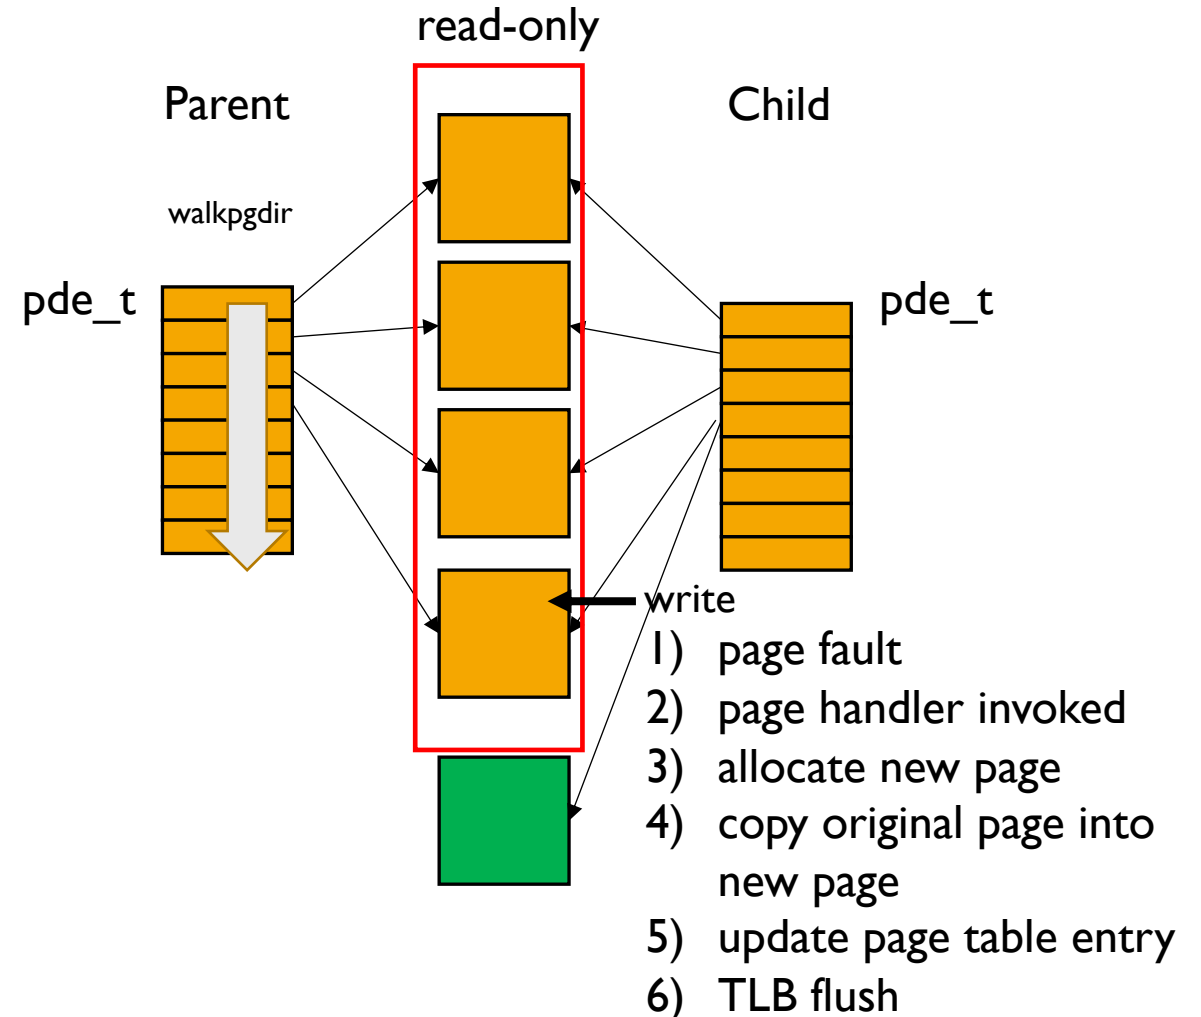 read-only
Parent
Child
walkpgdir
pde_t
pde_t
write
1) page fault
2) page handler invoked
3) allocate new page
4) copy original page into
new page
5) update page table entry
6) TLB flush